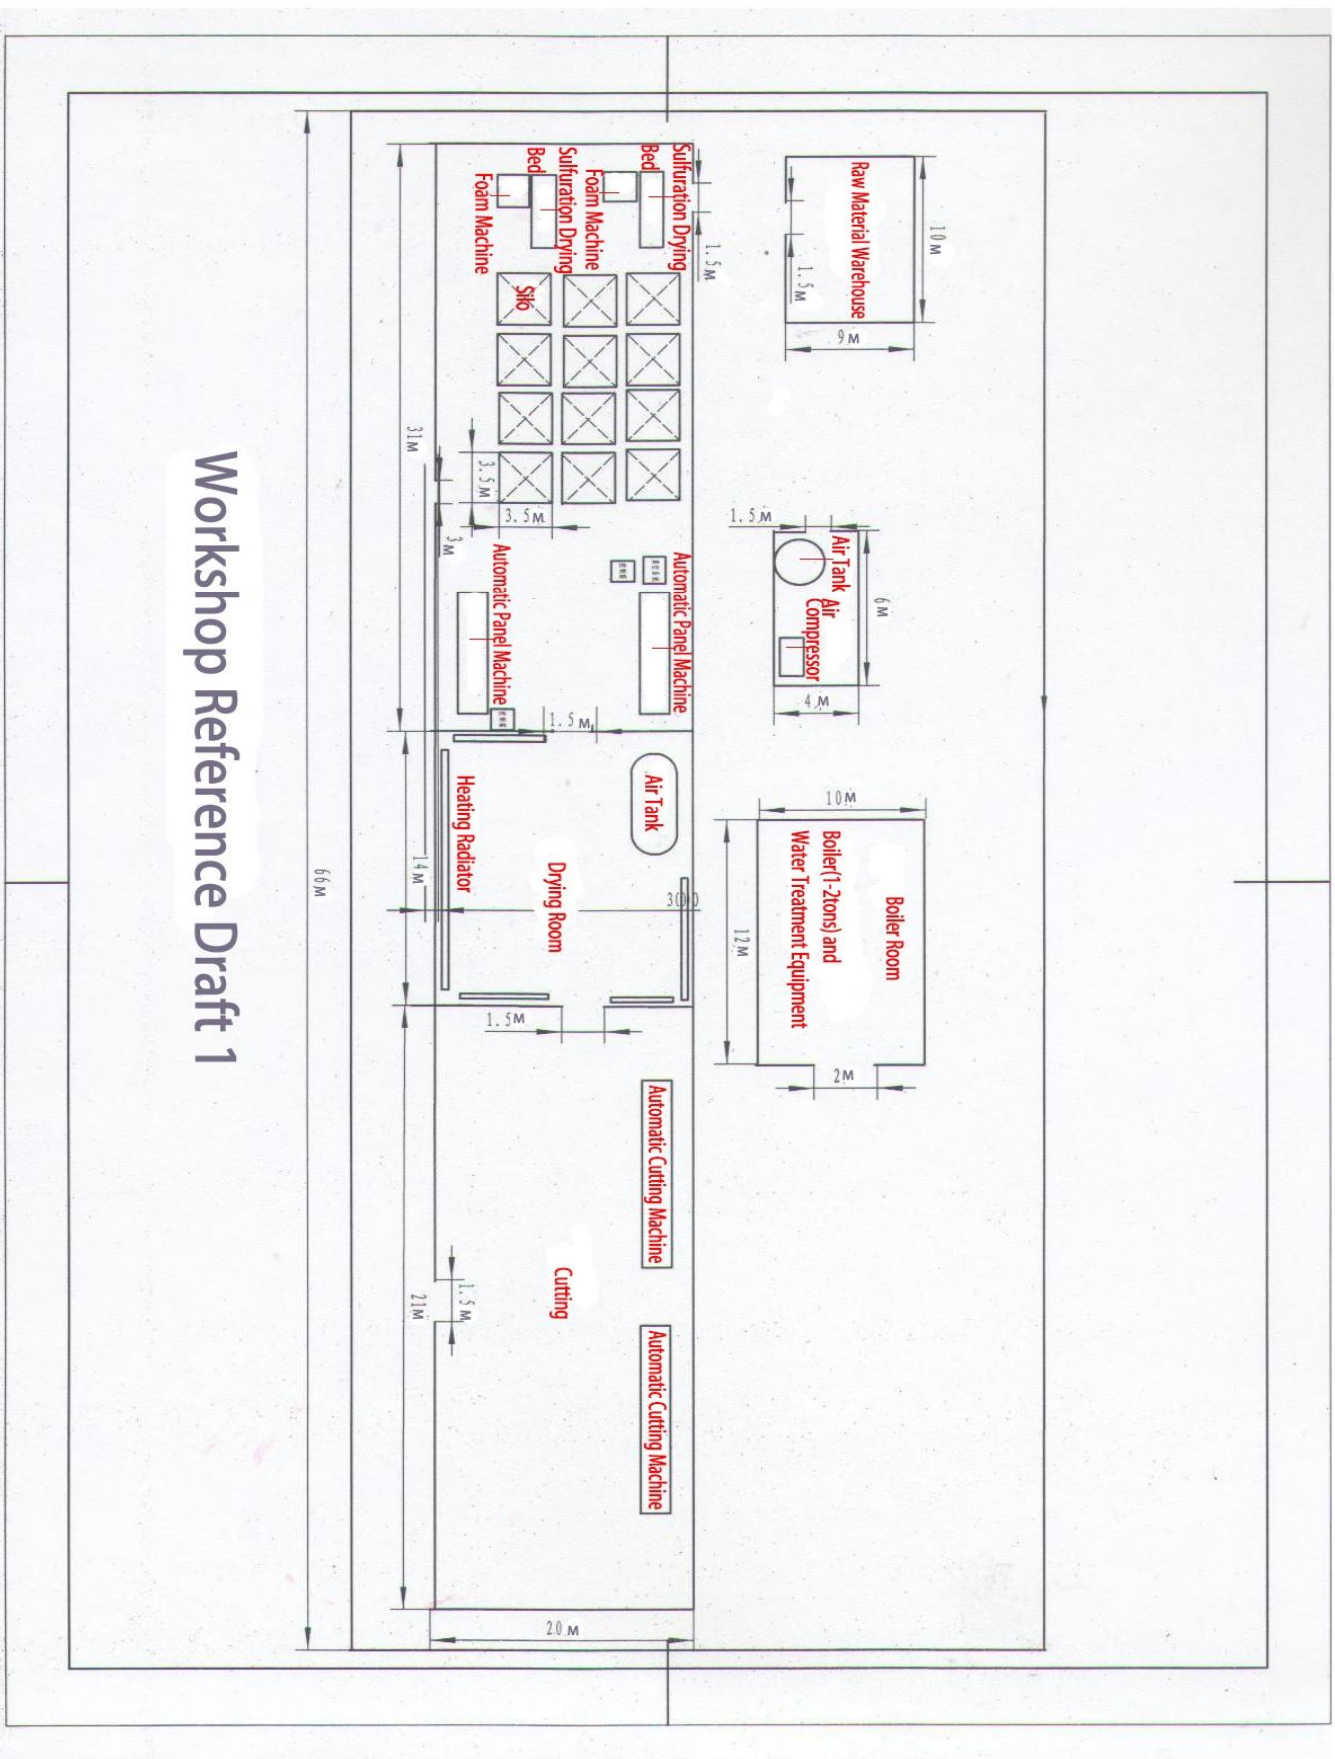 Raw Material Warehouse
10M
1.5M
9M
Air Tank
Air
Compressor
1.5M
6M
4M
Boiler Room
Boiler(1-2tons) and
Water Treatment Equipment
10M
12M
2M
Sulfuration Drying
Bed
1.5M
Foam Machine
Sulfuration Drying
Bed
Foam Machine
Silo
3.5M
3.5M
31M
3M
Automatic Panel Machine
Automatic Panel Machine
1.5M
Air Tank
Drying Room
Heating Radiator
14M
1.5M
Automatic Cutting Machine
Automatic Cutting Machine
Cutting
1.5M
21M
20M
66M
Workshop Reference Draft 1